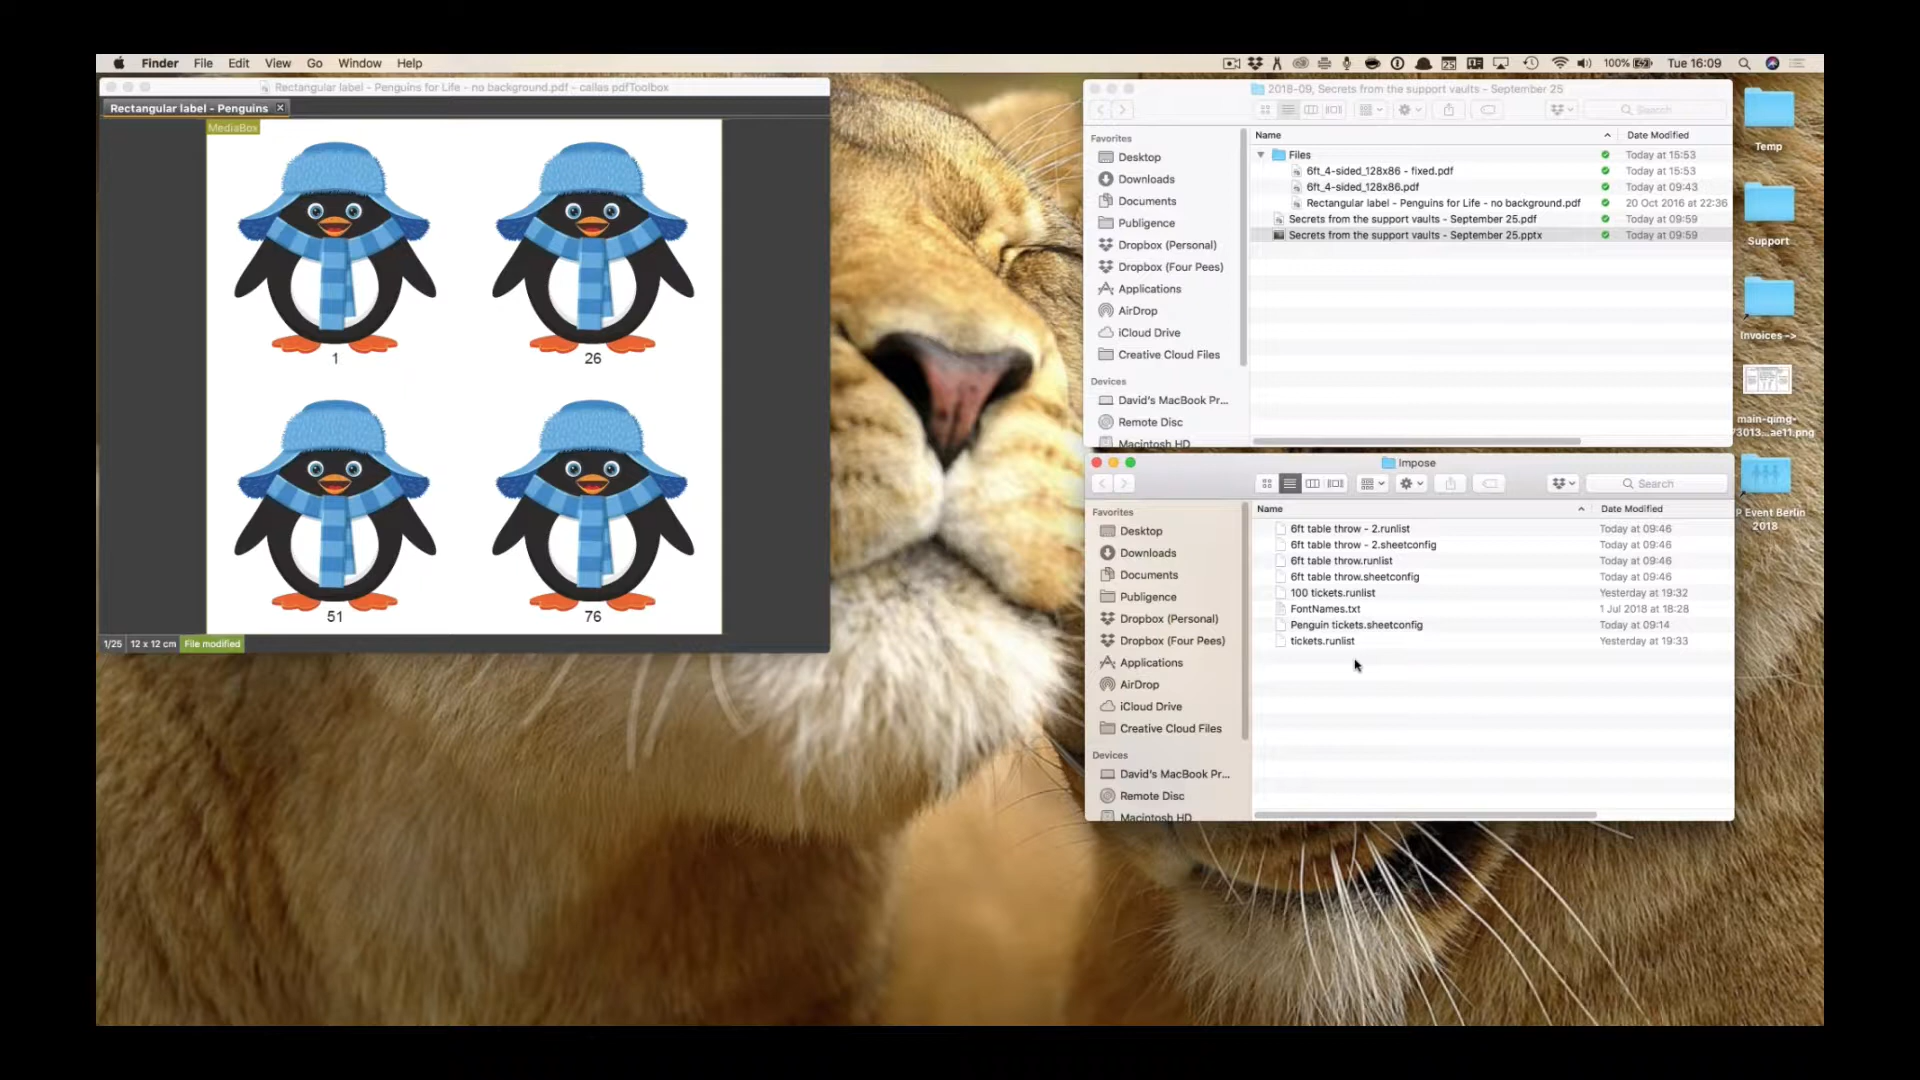 Finder File Edit View Go Window Help
100% Tue 16:09
Rectangular label - Penguins for Life - no background.pdf - callas pdfToolbox
Rectangular label - Penguins
MediaBox
1
26
51
76
1/25 12 x 12 cm File modified
2018-09, Secrets from the support vaults - September 25
Search
Favorites
Desktop
Downloads
Documents
Publigence
Dropbox (Personal)
Dropbox (Four Pees)
Applications
AirDrop
iCloud Drive
Creative Cloud Files
Devices
David's MacBook Pr...
Remote Disc
Macintosh HD
Name Date Modified
Files Today at 15:53
6ft_4-sided_128x86 - fixed.pdf Today at 15:53
6ft_4-sided_128x86.pdf Today at 09:43
Rectangular label - Penguins for Life - no background.pdf 20 Oct 2016 at 22:36
Secrets from the support vaults - September 25.pdf Today at 09:59
Secrets from the support vaults - September 25.pptx Today at 09:59
Impose
Search
Favorites
Desktop
Downloads
Documents
Publigence
Dropbox (Personal)
Dropbox (Four Pees)
Applications
AirDrop
iCloud Drive
Creative Cloud Files
Devices
David's MacBook Pr...
Remote Disc
Macintosh HD
Name Date Modified
6ft table throw - 2.runlist Today at 09:46
6ft table throw - 2.sheetconfig Today at 09:46
6ft table throw.runlist Today at 09:46
6ft table throw.sheetconfig Today at 09:46
100 tickets.runlist Yesterday at 19:32
FontNames.txt 1 Jul 2018 at 18:28
Penguin tickets.sheetconfig Today at 09:14
tickets.runlist Yesterday at 19:33
Temp
Support
Invoices ->
main-qimg-
3013...ae11.png
P Event Berlin
2018